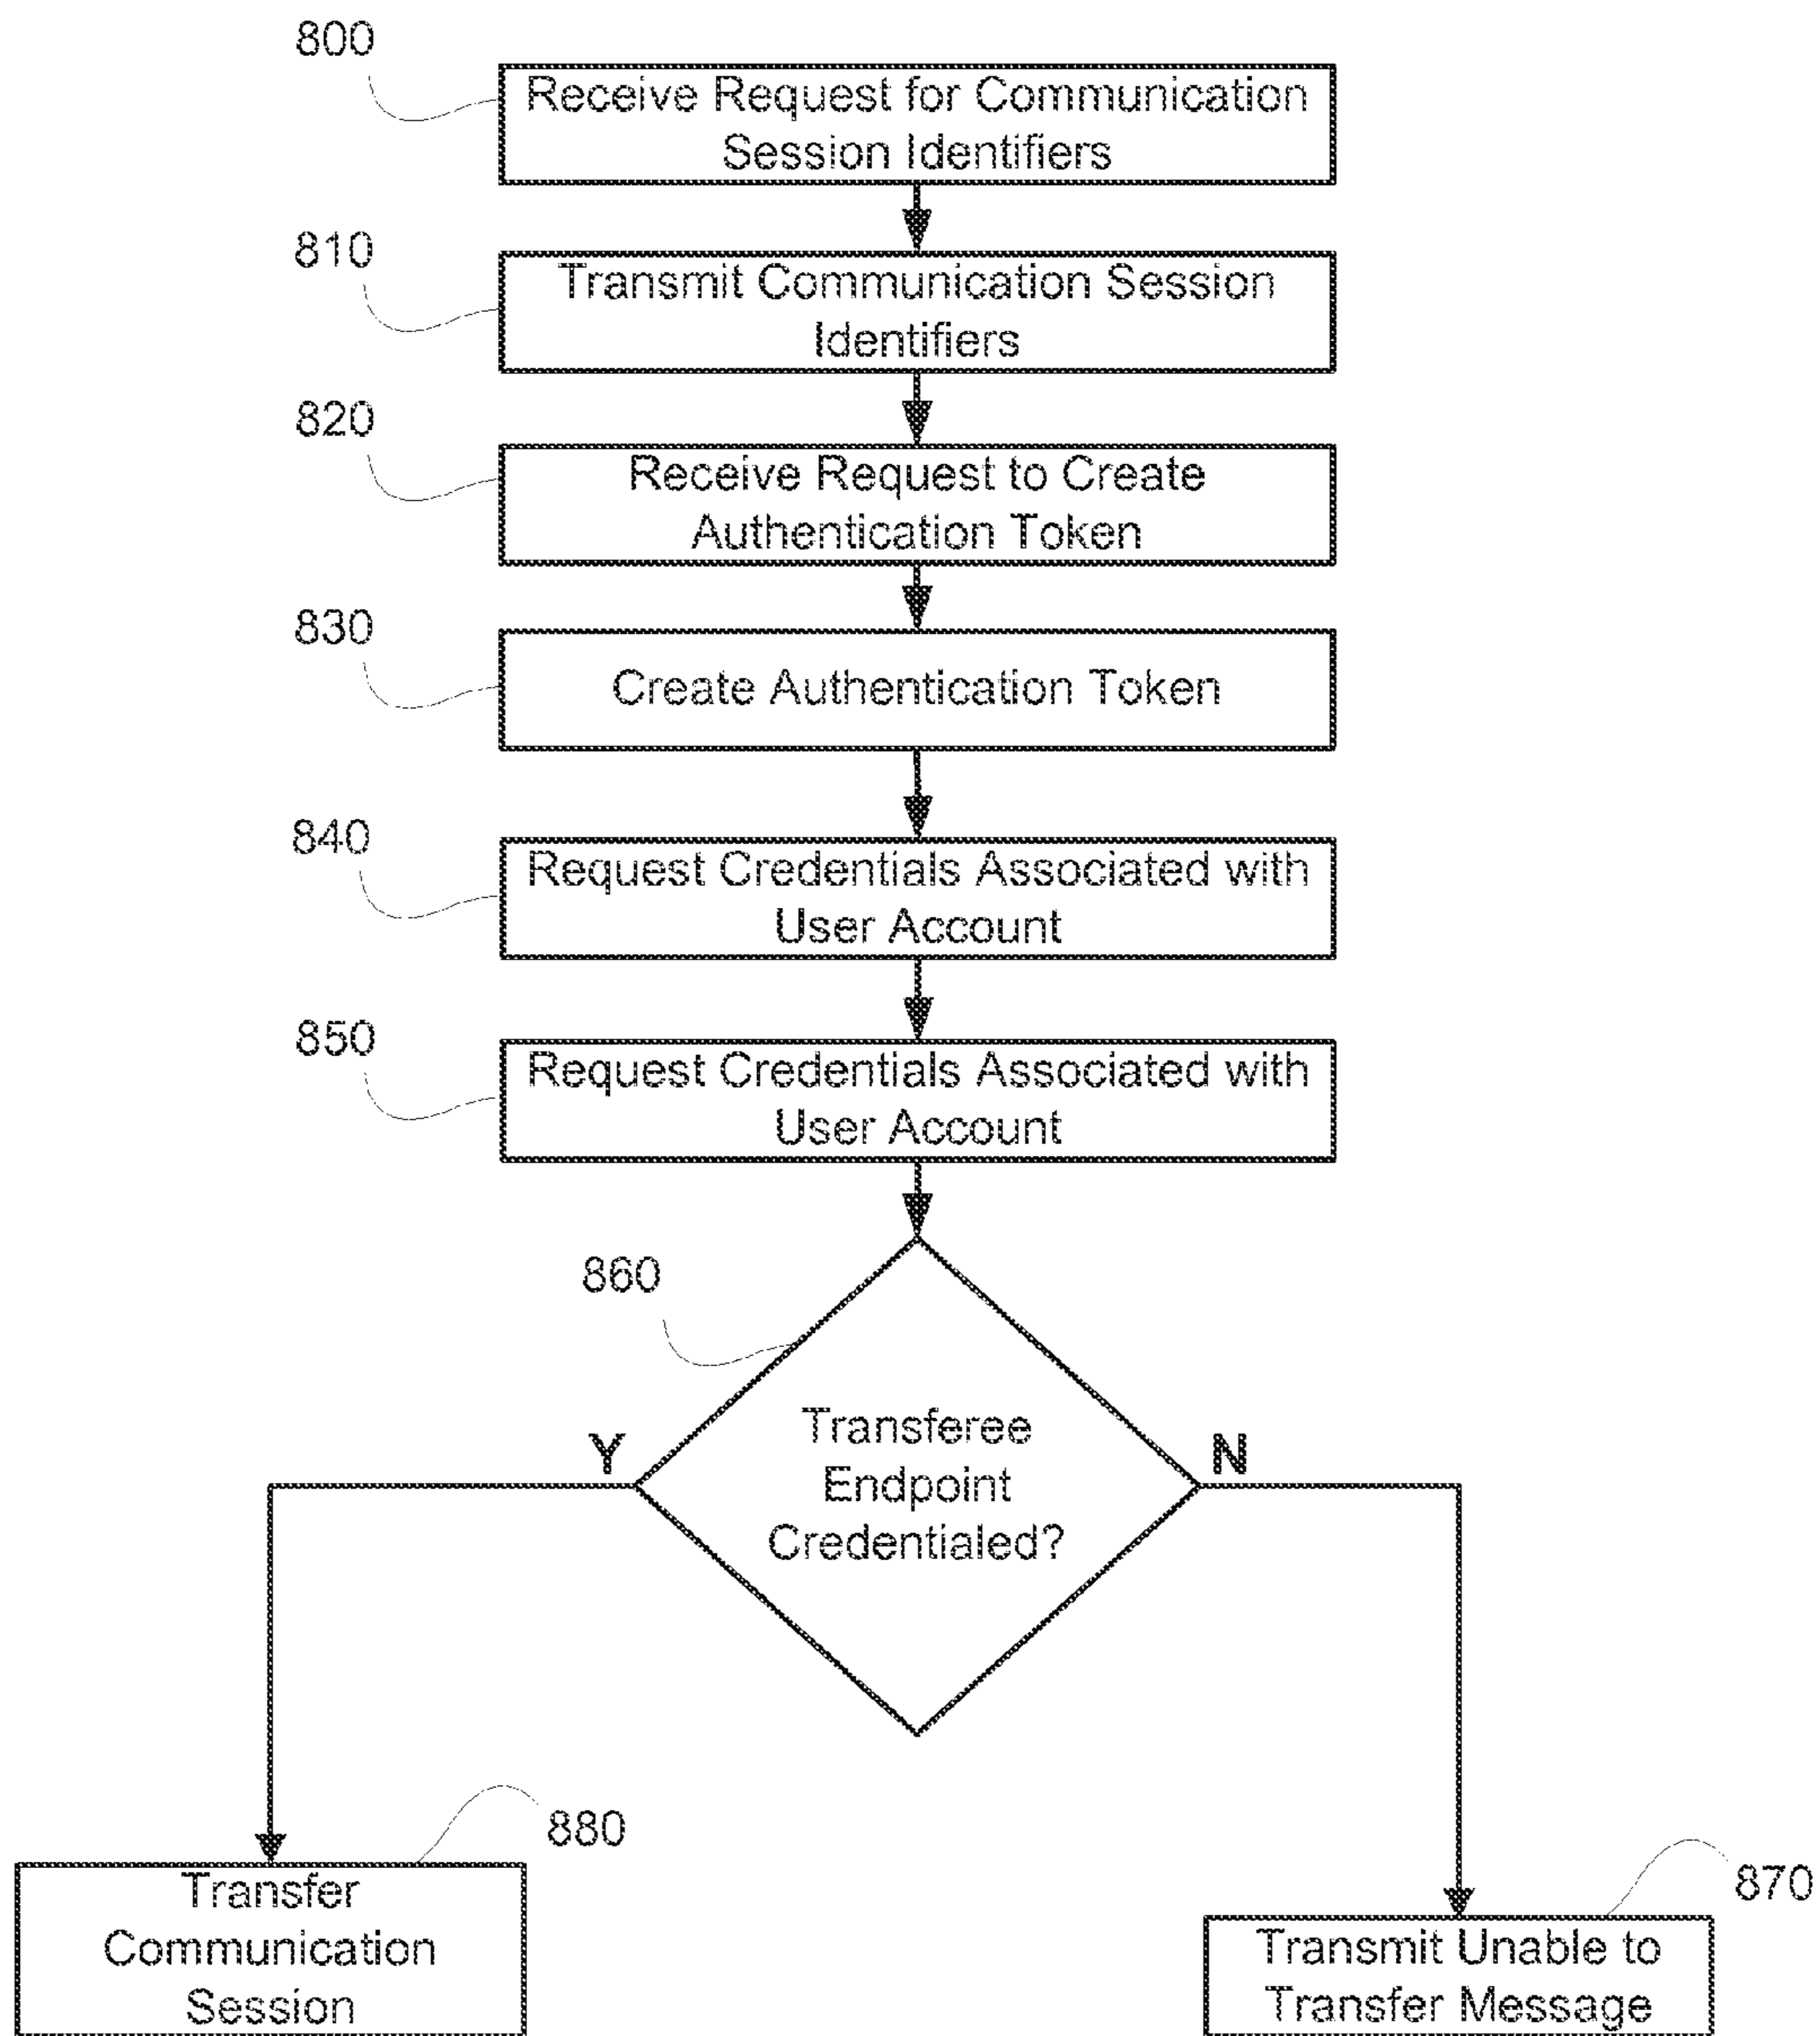 800
Receive Request for Communication
Session Identifiers
810
Transmit Communication Session
Identifiers
820
Receive Request to Create
Authentication Token
830
Create Authentication Token
840
Request Credentials Associated with
User Account
850
Request Credentials Associated with
User Account
860
Transferee
Endpoint
Credentialed?
Y
N
880
Transfer
Communication
Session
870
Transmit Unable to
Transfer Message